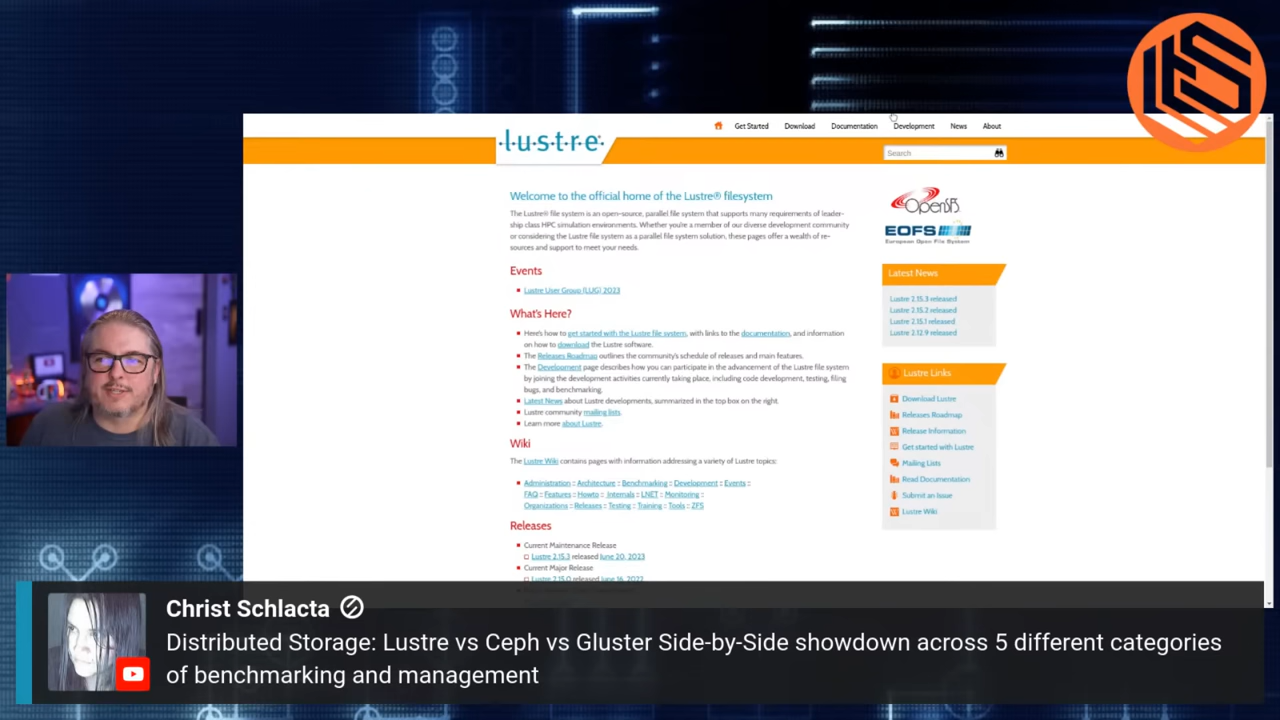 Get Started Download Documentation Development News About
·l·u·s·t·r·e·
Search
Welcome to the official home of the Lustre® filesystem
The Lustre® file system is an open-source, parallel file system that supports many requirements of leader-
ship class HPC simulation environments. Whether you're a member of our diverse development community
or considering the Lustre file system as a parallel file system solution, these pages offer a wealth of re-
sources and support to meet your needs.
Events
Lustre User Group (LUG) 2023
What's Here?
Here's how to get started with the Lustre file system, with links to the documentation, and information
on how to download the Lustre software.
The Releases Roadmap outlines the community's schedule of releases and main features.
The Development page describes how you can participate in the advancement of the Lustre file system
by joining the development activities currently taking place, including code development, testing, filing
bugs, and benchmarking.
Latest News about Lustre developments, summarized in the top box on the right.
Lustre community mailing lists.
Learn more about Lustre.
Wiki
The Lustre Wiki contains pages with information addressing a variety of Lustre topics:
Administration :: Architecture :: Benchmarking :: Development :: Events ::
FAQ :: Features :: Howto :: Internals :: LNET :: Monitoring ::
Organizations :: Releases :: Testing :: Training :: Tools :: ZFS
Releases
Current Maintenance Release
Lustre 2.15.3 released June 20, 2023
Current Major Release
Lustre 2.15.0 released June 16, 2022
OpenSFS
EOFS
European Open File System
Latest News
Lustre 2.15.3 released
Lustre 2.15.2 released
Lustre 2.15.1 released
Lustre 2.12.9 released
Lustre Links
Download Lustre
Releases Roadmap
Release Information
Get started with Lustre
Mailing Lists
Read Documentation
Submit an Issue
Lustre Wiki
Christ Schlacta
Distributed Storage: Lustre vs Ceph vs Gluster Side-by-Side showdown across 5 different categories
of benchmarking and management